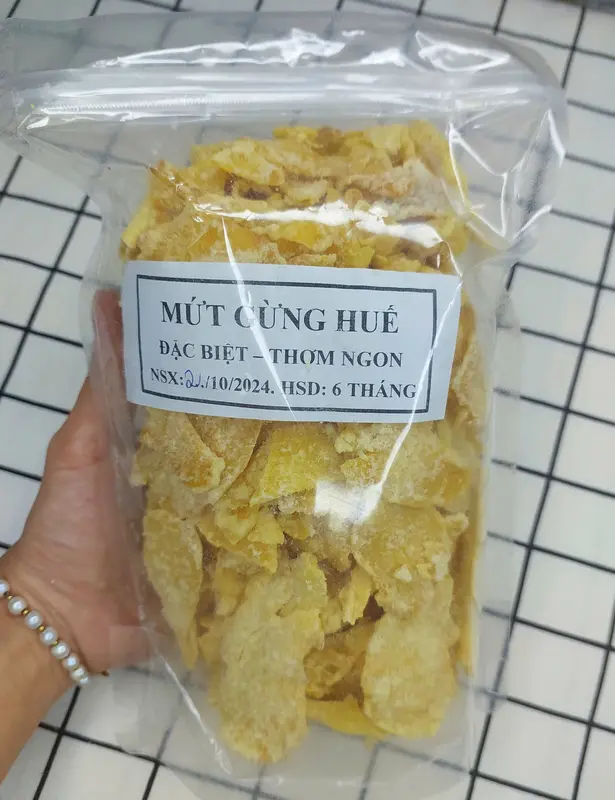 MỨT GỪNG HUẾ
ĐẶC BIỆT – THƠM NGON
NSX: 21./10/2024. HSD: 6 THÁNG